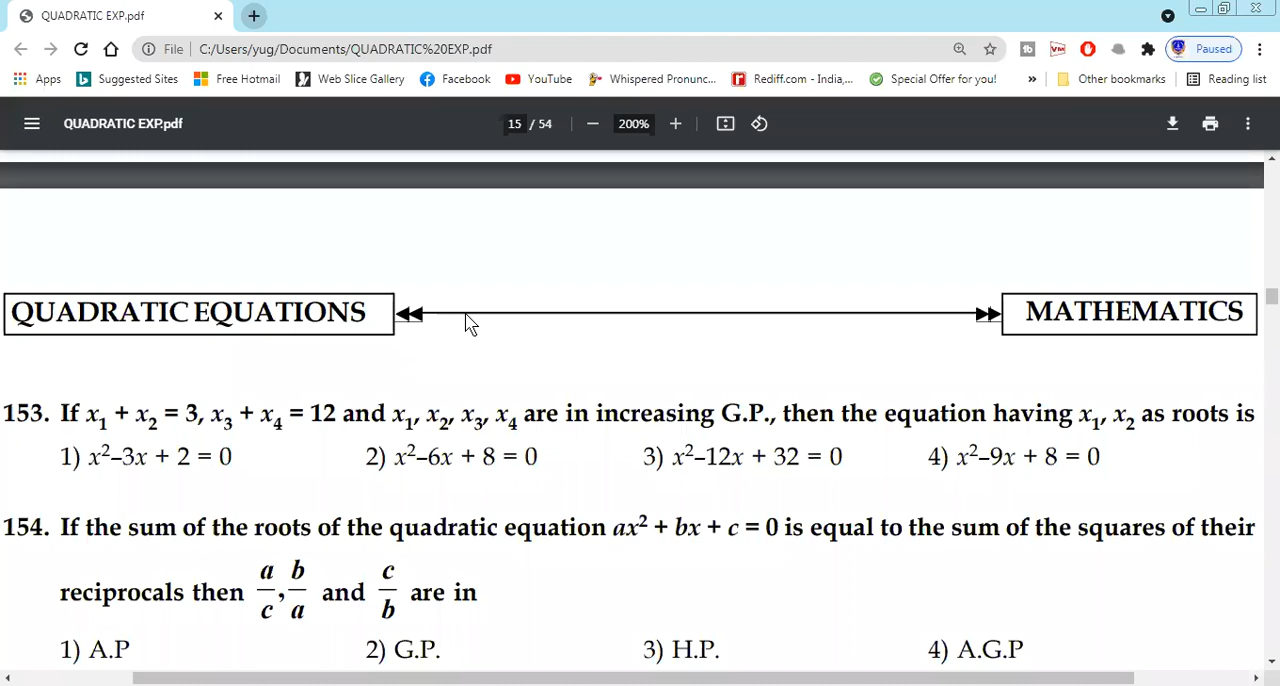 QUADRATIC EXP.pdf
File C:/Users/yug/Documents/QUADRATIC%20EXP.pdf Paused
Apps Suggested Sites Free Hotmail Web Slice Gallery Facebook YouTube Whispered Pronunc... Rediff.com - India,... Special Offer for you! » Other bookmarks Reading list
QUADRATIC EXP.pdf 15 / 54 — 200% +
QUADRATIC EQUATIONS MATHEMATICS
153. If x₁ + x₂ = 3, x₃ + x₄ = 12 and x₁, x₂, x₃, x₄ are in increasing G.P., then the equation having x₁, x₂ as roots is
1) x²–3x + 2 = 0 2) x²–6x + 8 = 0 3) x²–12x + 32 = 0 4) x²–9x + 8 = 0
154. If the sum of the roots of the quadratic equation ax² + bx + c = 0 is equal to the sum of the squares of their
reciprocals then a/c, b/a and c/b are in
1) A.P 2) G.P. 3) H.P. 4) A.G.P